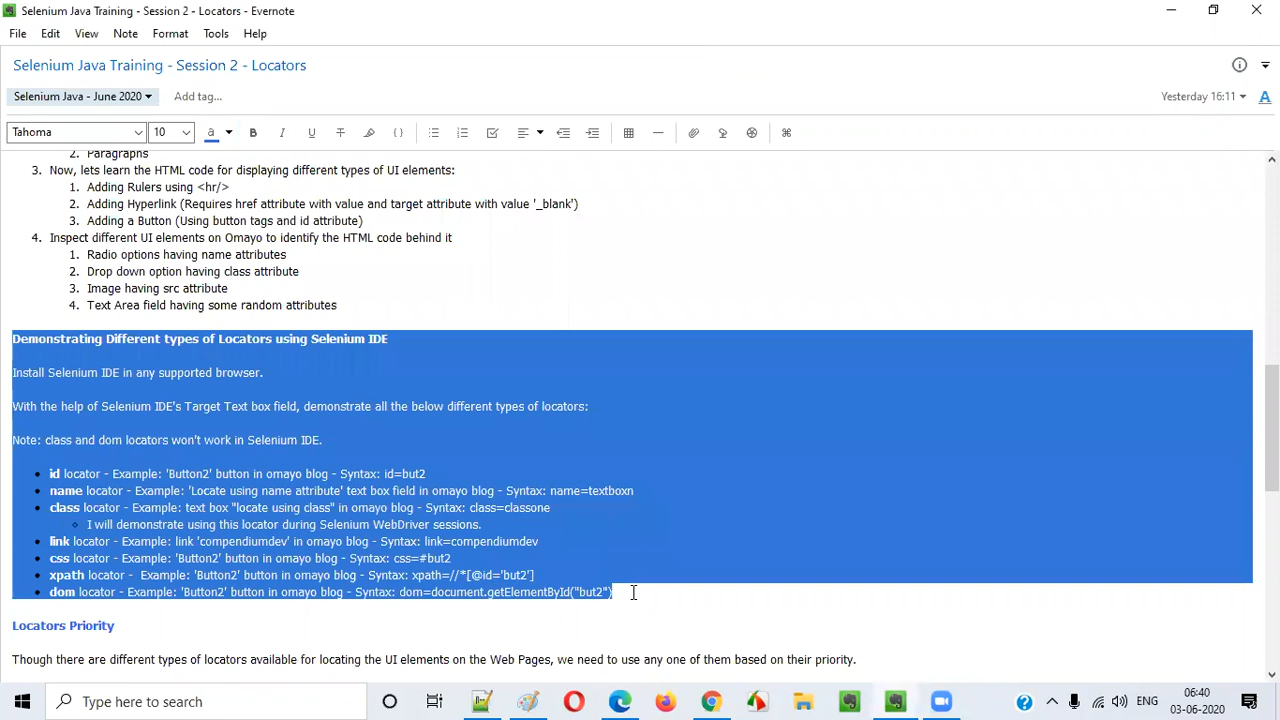 Selenium Java Training - Session 2 - Locators - Evernote
File Edit View Note Format Tools Help
Selenium Java Training - Session 2 - Locators
Selenium Java - June 2020 Add tag... Yesterday 16:11
Tahoma 10 a B I U T A
2. Paragraphs
3. Now, lets learn the HTML code for displaying different types of UI elements:
1. Adding Rulers using <hr/>
2. Adding Hyperlink (Requires href attribute with value and target attribute with value '_blank')
3. Adding a Button (Using button tags and id attribute)
4. Inspect different UI elements on Omayo to identify the HTML code behind it
1. Radio options having name attributes
2. Drop down option having class attribute
3. Image having src attribute
4. Text Area field having some random attributes
Demonstrating Different types of Locators using Selenium IDE
Install Selenium IDE in any supported browser.
With the help of Selenium IDE's Target Text box field, demonstrate all the below different types of locators:
Note: class and dom locators won't work in Selenium IDE.
• id locator - Example: 'Button2' button in omayo blog - Syntax: id=but2
• name locator - Example: 'Locate using name attribute' text box field in omayo blog - Syntax: name=textboxn
• class locator - Example: text box "locate using class" in omayo blog - Syntax: class=classone
◦ I will demonstrate using this locator during Selenium WebDriver sessions.
• link locator - Example: link 'compendiumdev' in omayo blog - Syntax: link=compendiumdev
• css locator - Example: 'Button2' button in omayo blog - Syntax: css=#but2
• xpath locator - Example: 'Button2' button in omayo blog - Syntax: xpath=//*[@id='but2']
• dom locator - Example: 'Button2' button in omayo blog - Syntax: dom=document.getElementById("but2")
Locators Priority
Though there are different types of locators available for locating the UI elements on the Web Pages, we need to use any one of them based on their priority.
Type here to search ENG 06:40
03-06-2020